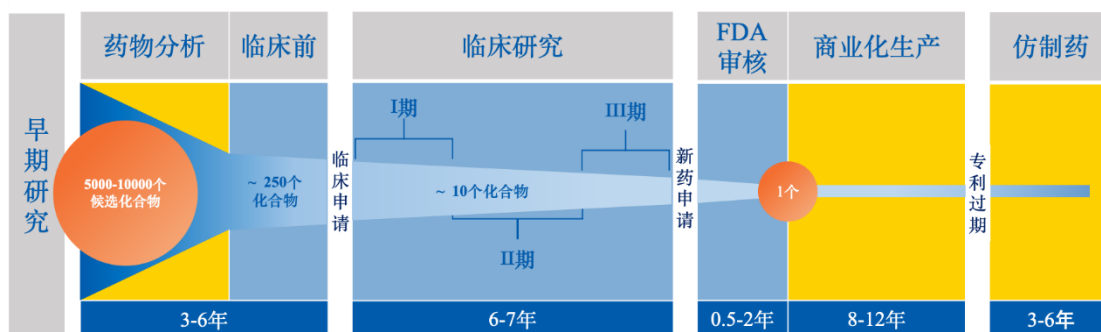 早期研究
药物分析
临床前
临床研究
FDA
审核
商业化生产
仿制药
5000-10000个
候选化合物
~ 250个
化合物
临床申请
I期
~ 10个化合物
II期
III期
新药申请
1个
专利过期
3-6年
6-7年
0.5-2年
8-12年
3-6年